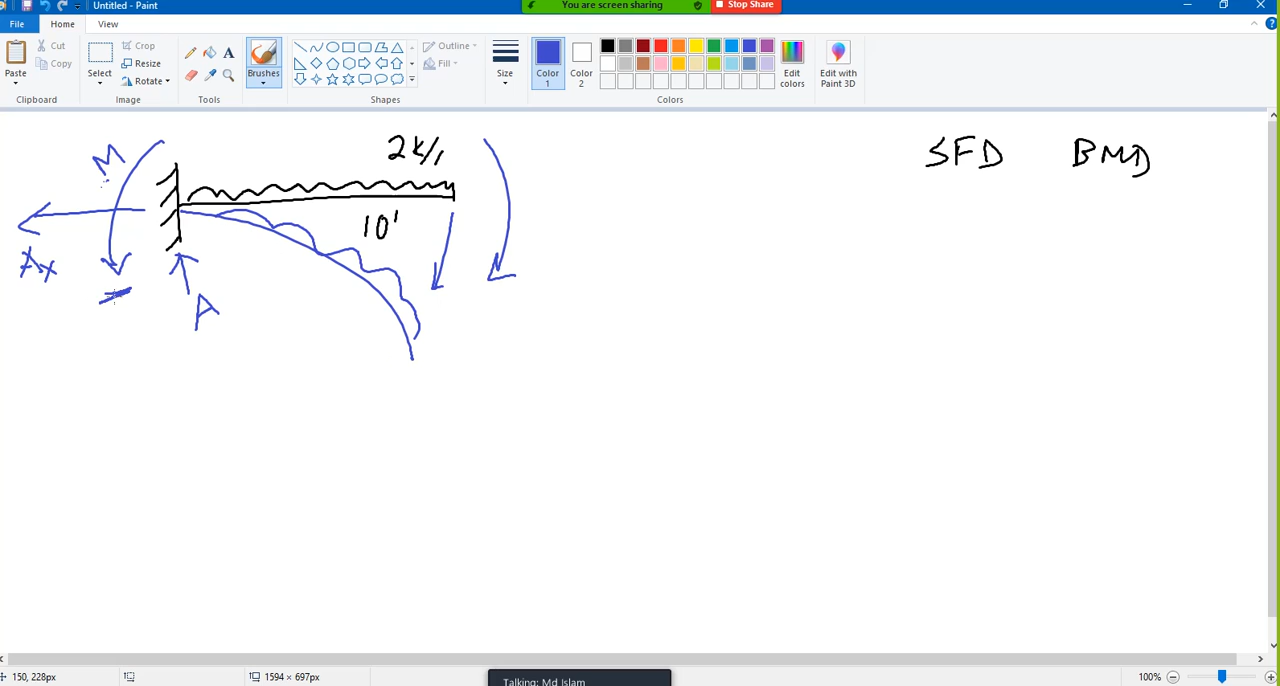 Untitled - Paint
You are screen sharing
Stop Share
File
Home
View
Paste
Cut
Copy
Clipboard
Select
Crop
Resize
Rotate
Image
Tools
Brushes
Shapes
Outline
Fill
Size
Color 1
Color 2
Colors
Edit colors
Edit with Paint 3D
M
2k/,
SFD BMD
10'
Ax
A
150, 228px
1594 × 697px
Talking: Md Islam
100%